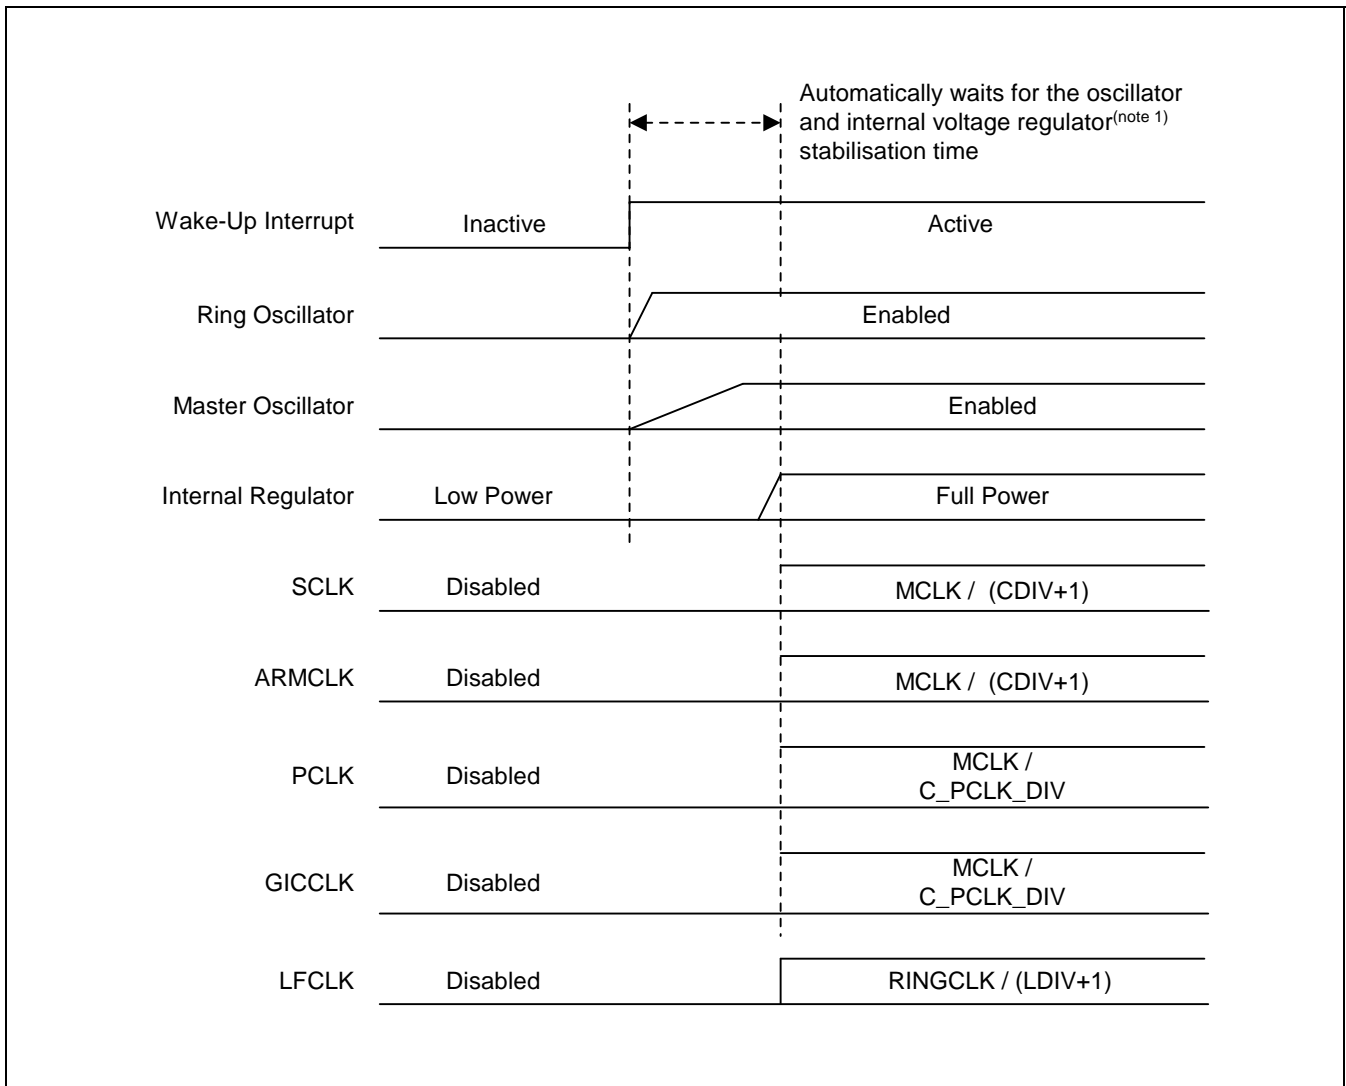 Automatically waits for the oscillator
and internal voltage regulator(note 1)
stabilisation time
Wake-Up Interrupt Inactive Active
Ring Oscillator Enabled
Master Oscillator Enabled
Internal Regulator Low Power Full Power
SCLK Disabled MCLK / (CDIV+1)
ARMCLK Disabled MCLK / (CDIV+1)
PCLK Disabled MCLK /
C_PCLK_DIV
GICCLK Disabled MCLK /
C_PCLK_DIV
LFCLK Disabled RINGCLK / (LDIV+1)